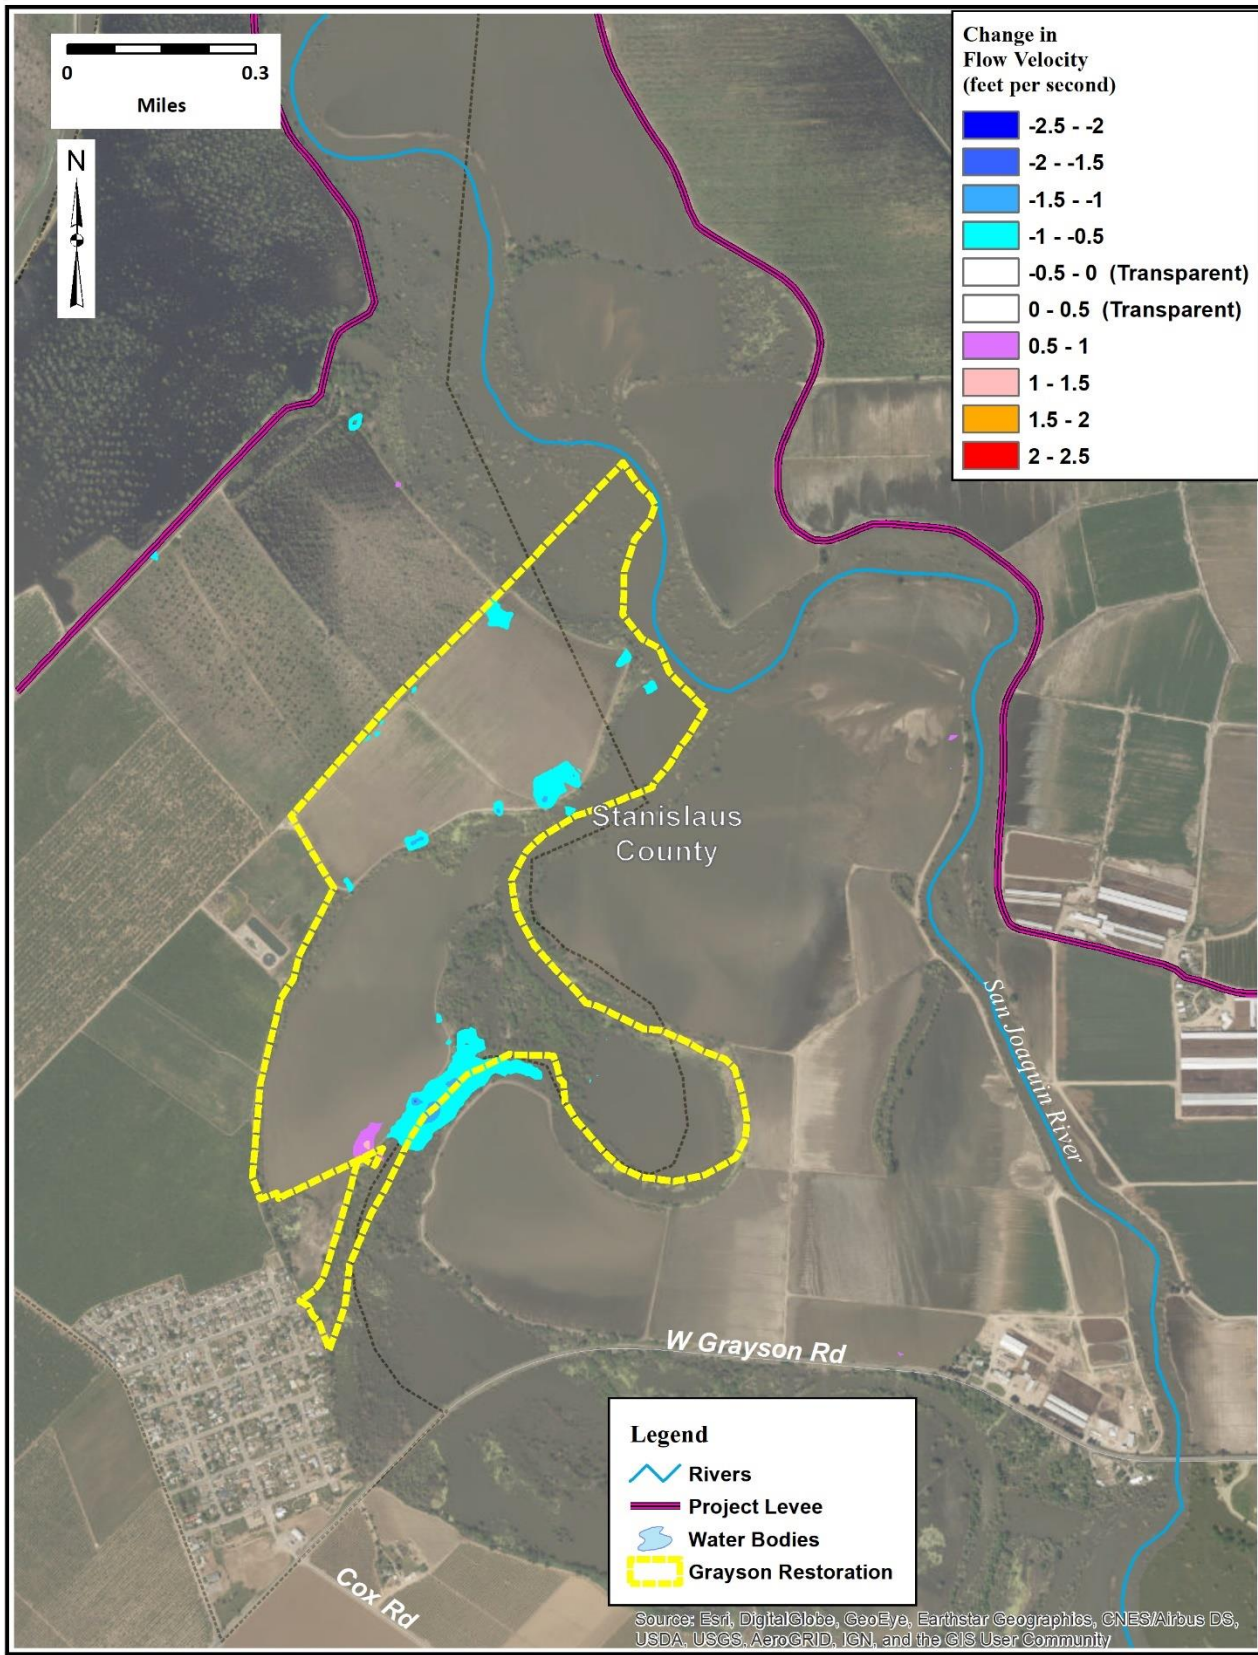 0 0.3
Miles
N
Change in
Flow Velocity
(feet per second)
-2.5 - -2
-2 - -1.5
-1.5 - -1
-1 - -0.5
-0.5 - 0 (Transparent)
0 - 0.5 (Transparent)
0.5 - 1
1 - 1.5
1.5 - 2
2 - 2.5
Stanislaus
County
San Joaquin River
W Grayson Rd
Cox Rd
Legend
Rivers
Project Levee
Water Bodies
Grayson Restoration
Source: Esri, DigitalGlobe, GeoEye, Earthstar Geographics, CNES/Airbus DS,
USDA, USGS, AeroGRID, IGN, and the GIS User Community